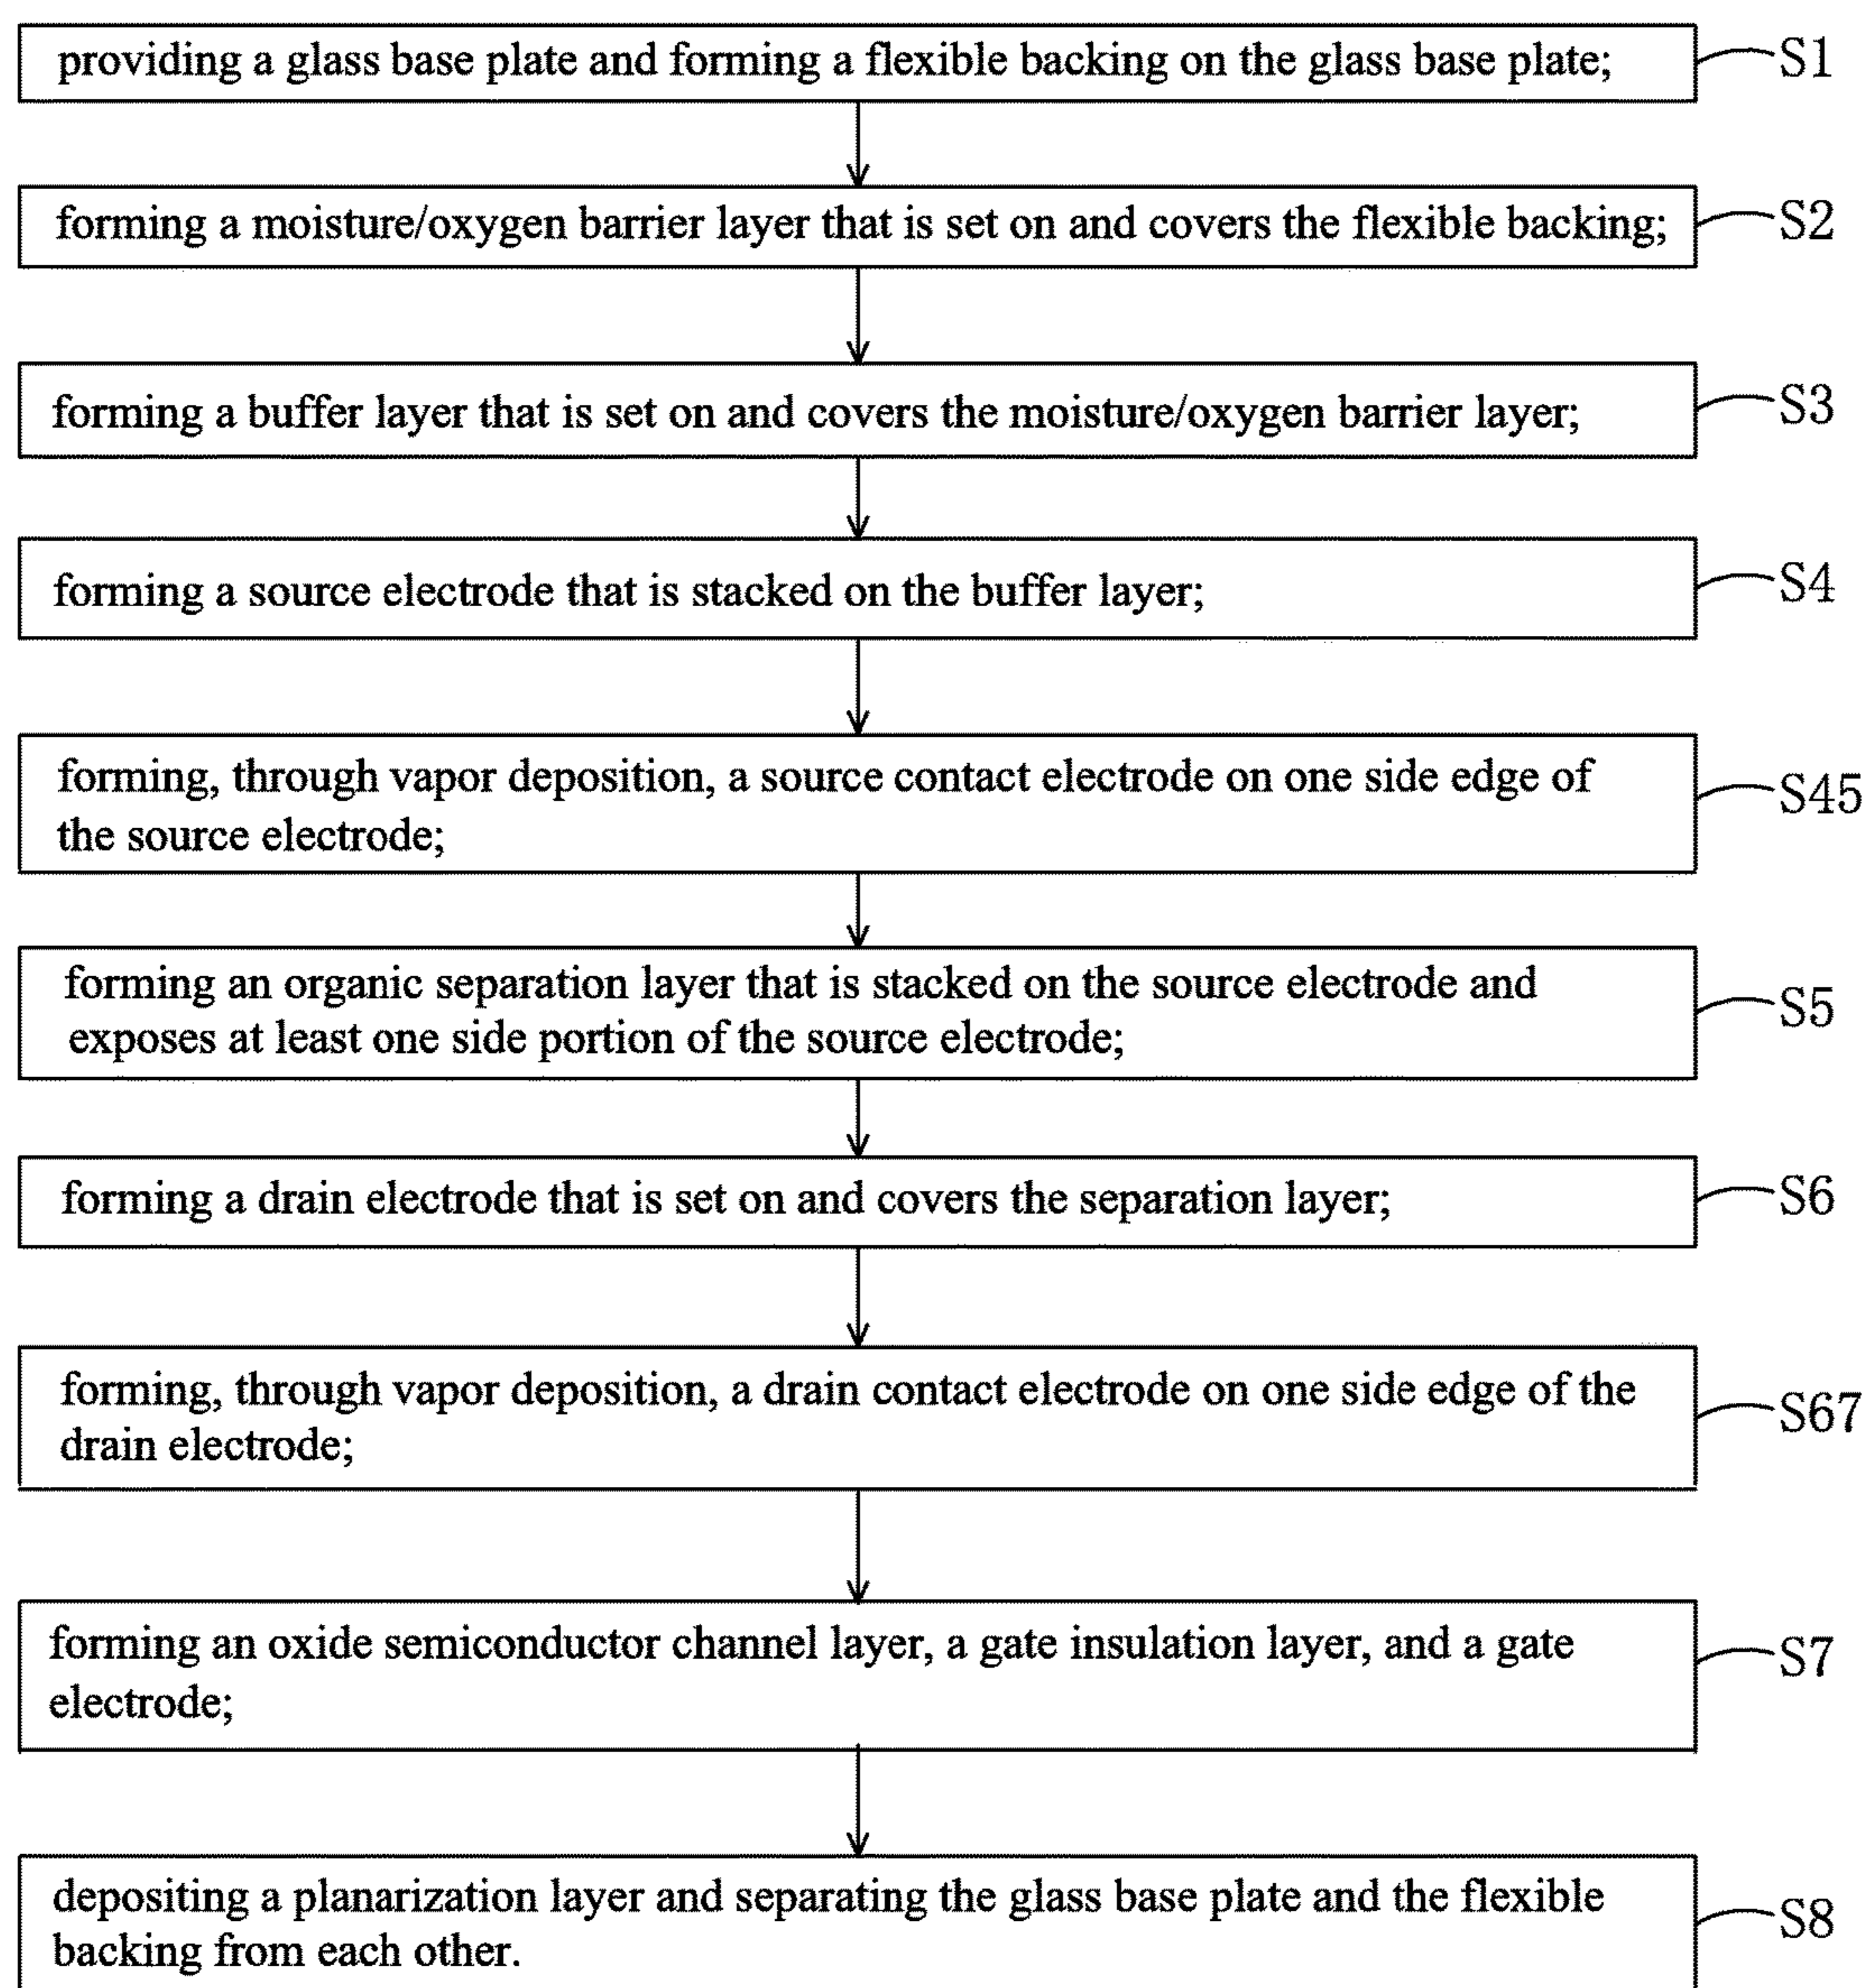 providing a glass base plate and forming a flexible backing on the glass base plate;
S1
forming a moisture/oxygen barrier layer that is set on and covers the flexible backing;
S2
forming a buffer layer that is set on and covers the moisture/oxygen barrier layer;
S3
forming a source electrode that is stacked on the buffer layer;
S4
forming, through vapor deposition, a source contact electrode on one side edge of
the source electrode;
S45
forming an organic separation layer that is stacked on the source electrode and
exposes at least one side portion of the source electrode;
S5
forming a drain electrode that is set on and covers the separation layer;
S6
forming, through vapor deposition, a drain contact electrode on one side edge of the
drain electrode;
S67
forming an oxide semiconductor channel layer, a gate insulation layer, and a gate
electrode;
S7
depositing a planarization layer and separating the glass base plate and the flexible
backing from each other.
S8